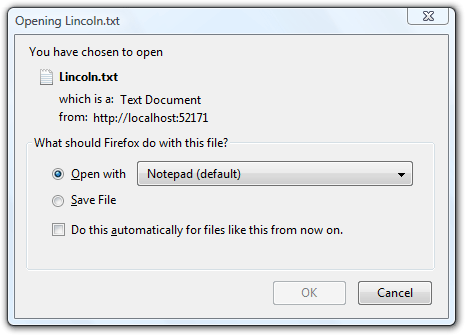 Opening Lincoln.txt
You have chosen to open
Lincoln.txt
which is a: Text Document
from: http://localhost:52171
What should Firefox do with this file?
Open with Notepad (default)
Save File
Do this automatically for files like this from now on.
OK Cancel